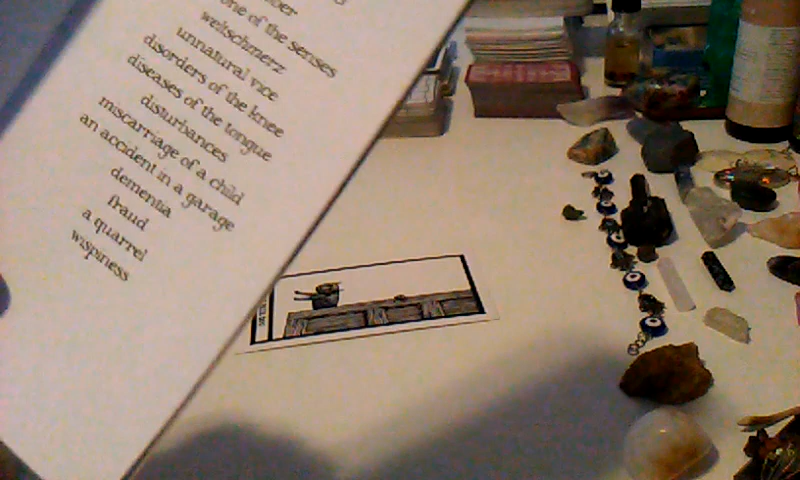 one of the senses
weltschmerz
unnatural vice
disorders of the knee
diseases of the tongue
disturbances
miscarriage of a child
an accident in a garage
dementia
fraud
a quarrel
wispiness